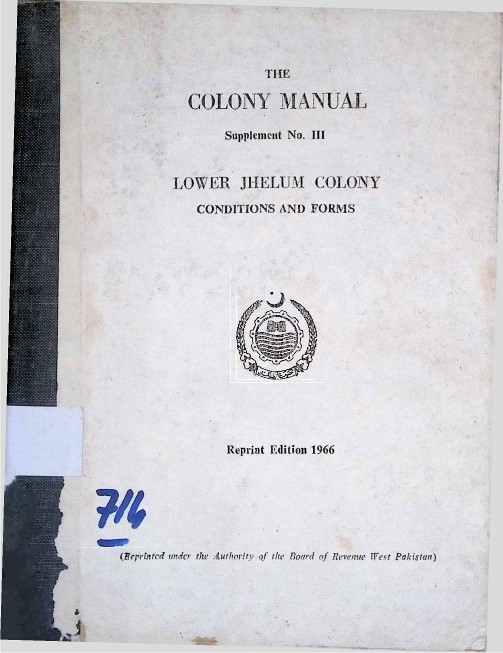 THE
COLONY MANUAL
Supplement No. III
LOWER JHELUM COLONY
CONDITIONS AND FORMS
Reprint Edition 1966
714
(Reprinted under the Authority of the Board of Revenue West Pakistan)